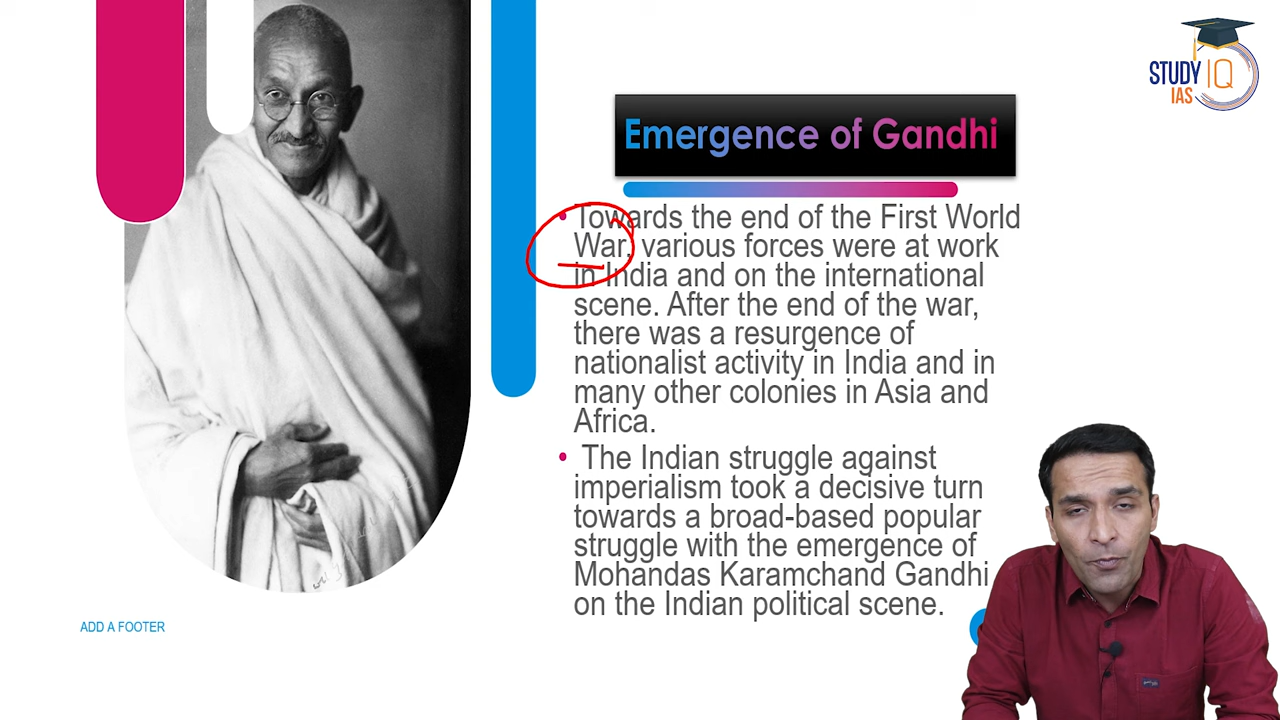 STUDY IQ
IAS
Emergence of Gandhi
• Towards the end of the First World
War, various forces were at work
in India and on the international
scene. After the end of the war,
there was a resurgence of
nationalist activity in India and in
many other colonies in Asia and
Africa.
• The Indian struggle against
imperialism took a decisive turn
towards a broad-based popular
struggle with the emergence of
Mohandas Karamchand Gandhi
on the Indian political scene.
ADD A FOOTER